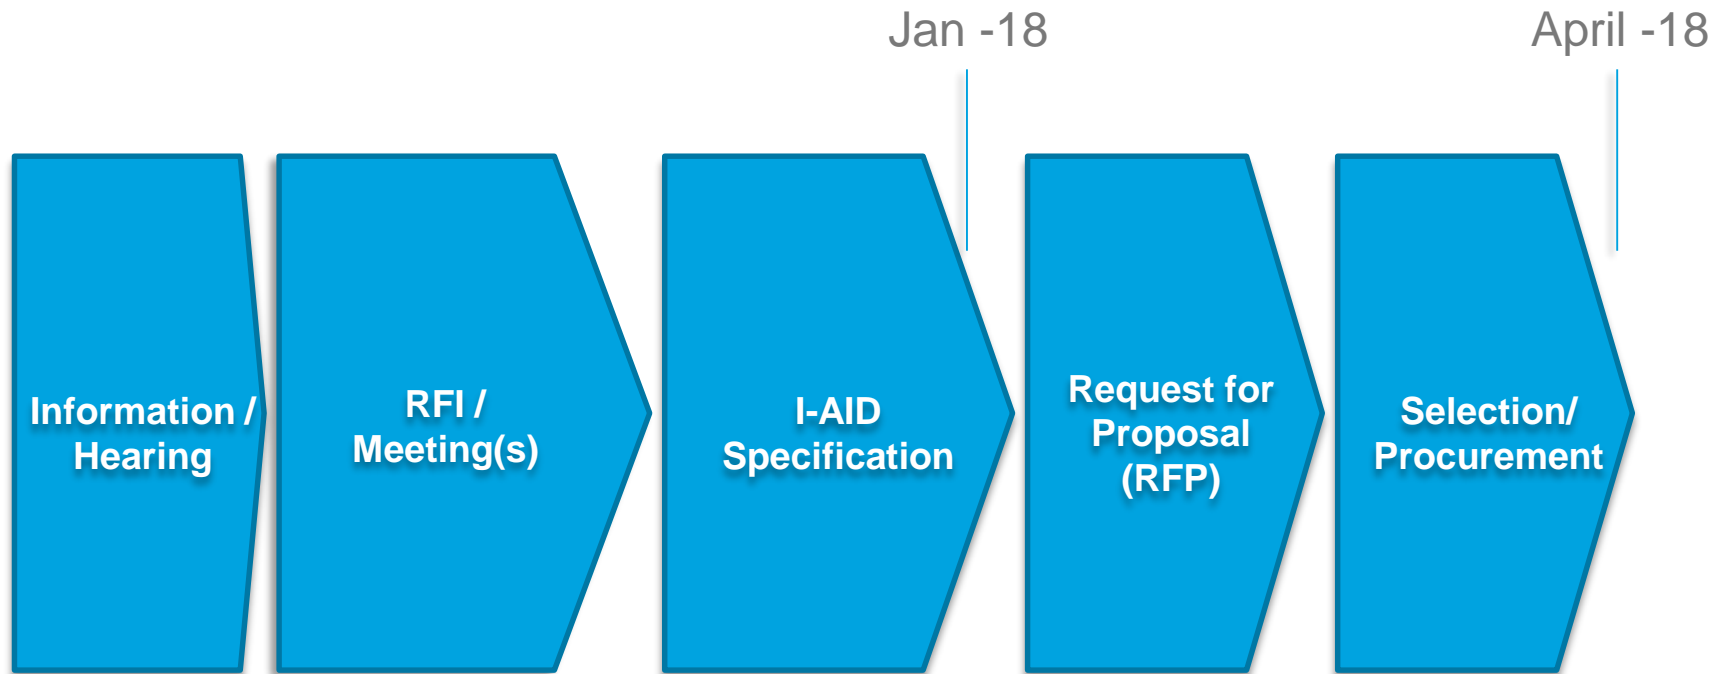 Jan -18
April -18
Information /
Hearing
RFI /
Meeting(s)
I-AID
Specification
Request for
Proposal
(RFP)
Selection/
Procurement